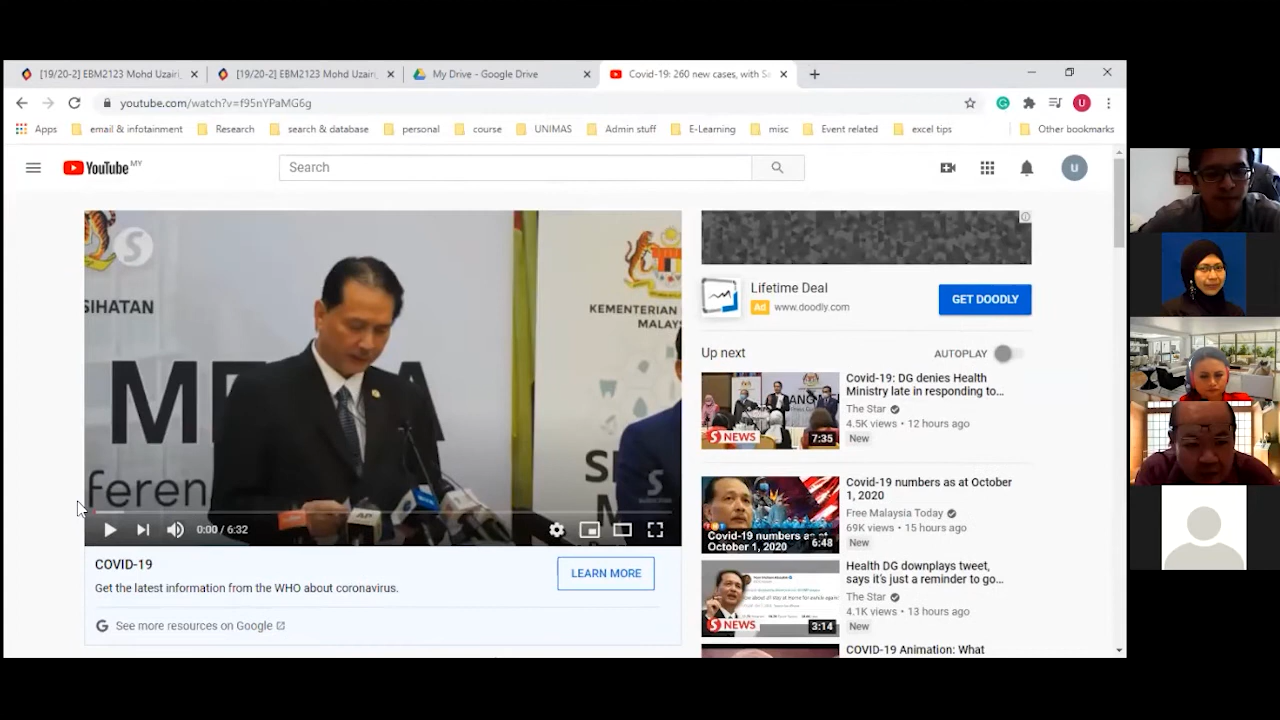 [19/20-2] EBM2123 Mohd Uzairi
[19/20-2] EBM2123 Mohd Uzairi
My Drive - Google Drive
Covid-19: 260 new cases, with Sa
youtube.com/watch?v=f95nYPaMG6g
U
Apps
email & infotainment
Research
search & database
personal
course
UNIMAS
Admin stuff
E-Learning
misc
Event related
excel tips
Other bookmarks
YouTube MY
Search
U
S
SIHATAN
KEMENTERIAN
MALAYS
M
A
ferenc
AP
S
0:00 / 6:32
COVID-19
Get the latest information from the WHO about coronavirus.
LEARN MORE
See more resources on Google
Lifetime Deal
Ad www.doodly.com
GET DOODLY
Up next
AUTOPLAY
S NEWS
7:35
Covid-19: DG denies Health
Ministry late in responding to...
The Star
4.5K views • 12 hours ago
New
Covid-19 numbers as at
October 1, 2020
6:48
Covid-19 numbers as at October
1, 2020
Free Malaysia Today
69K views • 15 hours ago
New
S NEWS
3:14
Health DG downplays tweet,
says it's just a reminder to go...
The Star
4.1K views • 13 hours ago
New
COVID-19 Animation: What